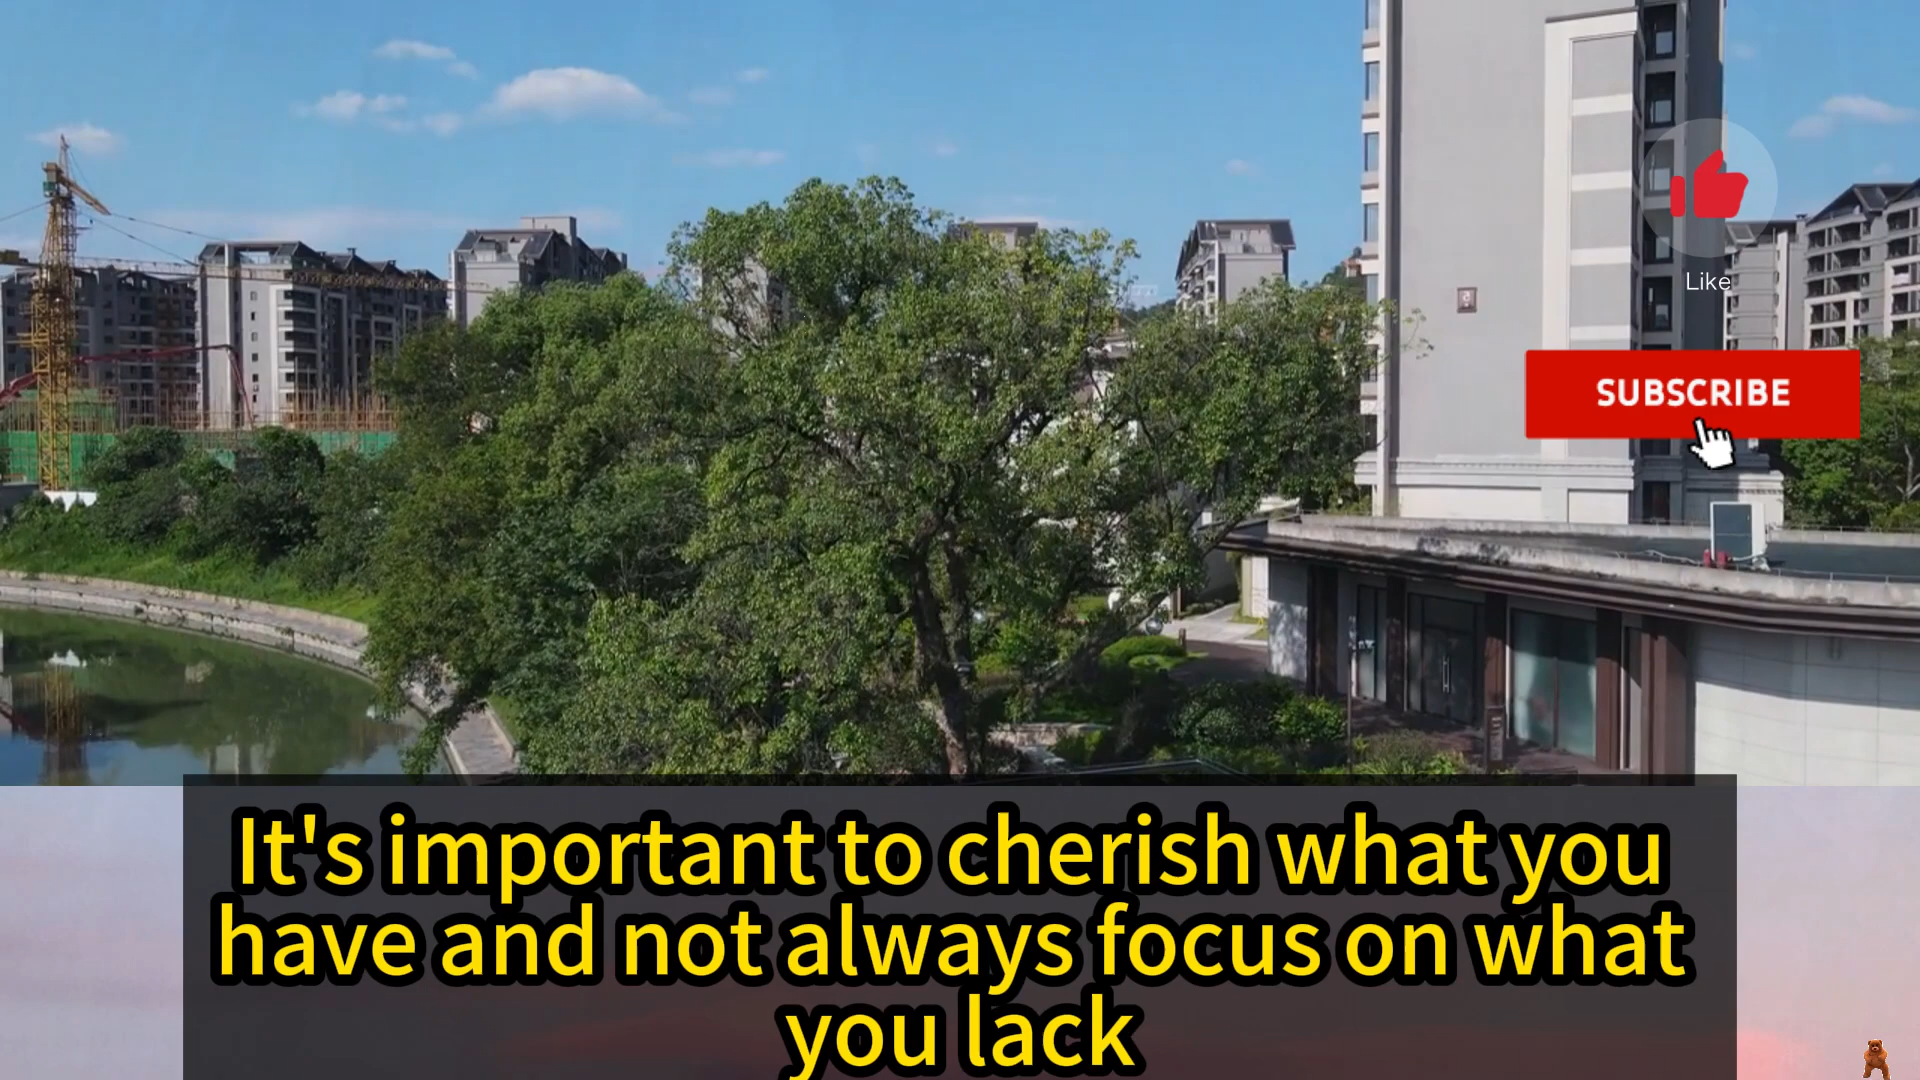 Like
SUBSCRIBE
It's important to cherish what you
have and not always focus on what
you lack